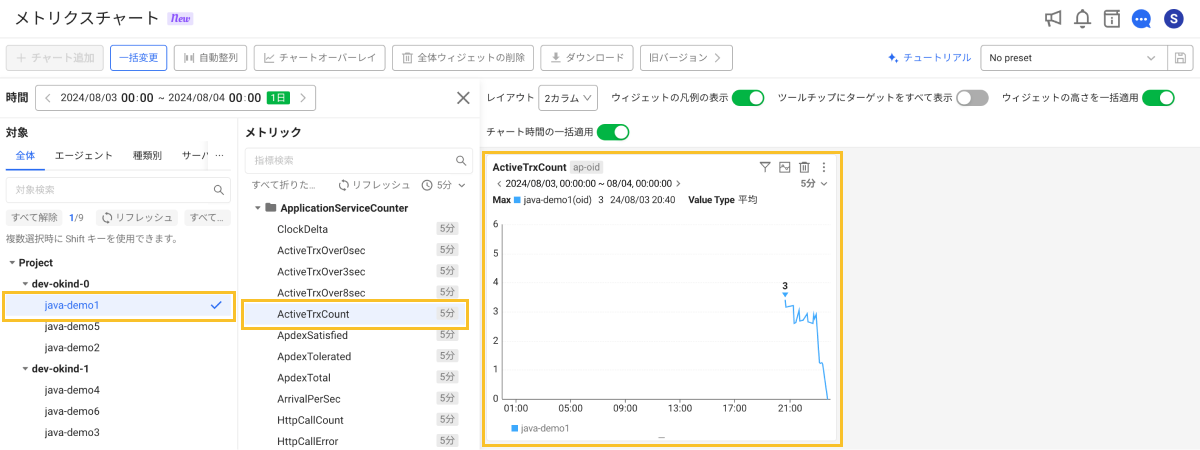 メトリクスチャート New
S
+ チャート追加 一括変更 自動整列 チャートオーバーレイ 全体ウィジェットの削除 ダウンロード 旧バージョン チュートリアル No preset
時間 2024/08/03 00:00 ~ 2024/08/04 00:00 1日
レイアウト 2カラム ウィジェットの凡例の表示 ツールチップにターゲットをすべて表示 ウィジェットの高さを一括適用
チャート時間の一括適用
対象
全体 エージェント 種類別 サーバ ...
対象検索
すべて解除 1/9 リフレッシュ すべて...
複数選択時に Shift キーを使用できます。
Project
dev-okind-0
java-demo1
java-demo5
java-demo2
dev-okind-1
java-demo4
java-demo6
java-demo3
メトリック
指標検索
すべて折りた... リフレッシュ 5分
ApplicationServiceCounter
ClockDelta 5分
ActiveTrxOver0sec 5分
ActiveTrxOver3sec 5分
ActiveTrxOver8sec 5分
ActiveTrxCount 5分
ApdexSatisfied 5分
ApdexTolerated 5分
ApdexTotal 5分
ArrivalPerSec 5分
HttpCallCount 5分
HttpCallError 5分
ActiveTrxCount ap-oid
2024/08/03, 00:00:00 ~ 08/04, 00:00:00 5分
Max java-demo1(oid) 3 24/08/03 20:40 Value Type 平均
6
5
4
3
3
2
1
0
01:00 05:00 09:00 13:00 17:00 21:00
java-demo1